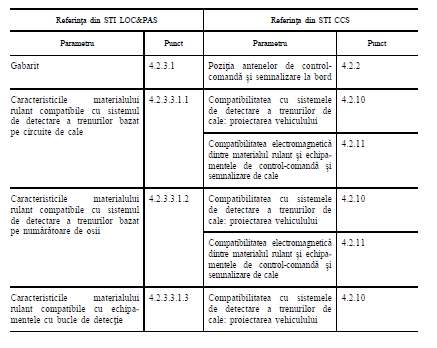 Referința din STI LOC&PAS
Referința din STI CCS
Parametru
Punct
Parametru
Punct
Gabarit
4.2.3.1
Poziția antenelor de control-
comandă și semnalizare la bord
4.2.2
Caracteristicile materialului
rulant compatibile cu sistemul
de detectare a trenurilor bazat
pe circuite de cale
4.2.3.3.1.1
Compatibilitatea cu sistemele
de detectare a trenurilor de
cale: proiectarea vehiculului
4.2.10
Compatibilitatea electromagnetică
dintre materialul rulant și echipa-
mentele de control-comandă și
semnalizare de cale
4.2.11
Caracteristicile materialului
rulant compatibile cu sistemul
de detectare a trenurilor bazat
pe numărătoare de osii
4.2.3.3.1.2
Compatibilitatea cu sistemele
de detectare a trenurilor de
cale: proiectarea vehiculului
4.2.10
Compatibilitatea electromagnetică
dintre materialul rulant și echipa-
mentele de control-comandă și
semnalizare de cale
4.2.11
Caracteristicile materialului
rulant compatibile cu echipa-
mentele cu bucle de detecție
4.2.3.3.1.3
Compatibilitatea cu sistemele
de detectare a trenurilor de
cale: proiectarea vehiculului
4.2.10